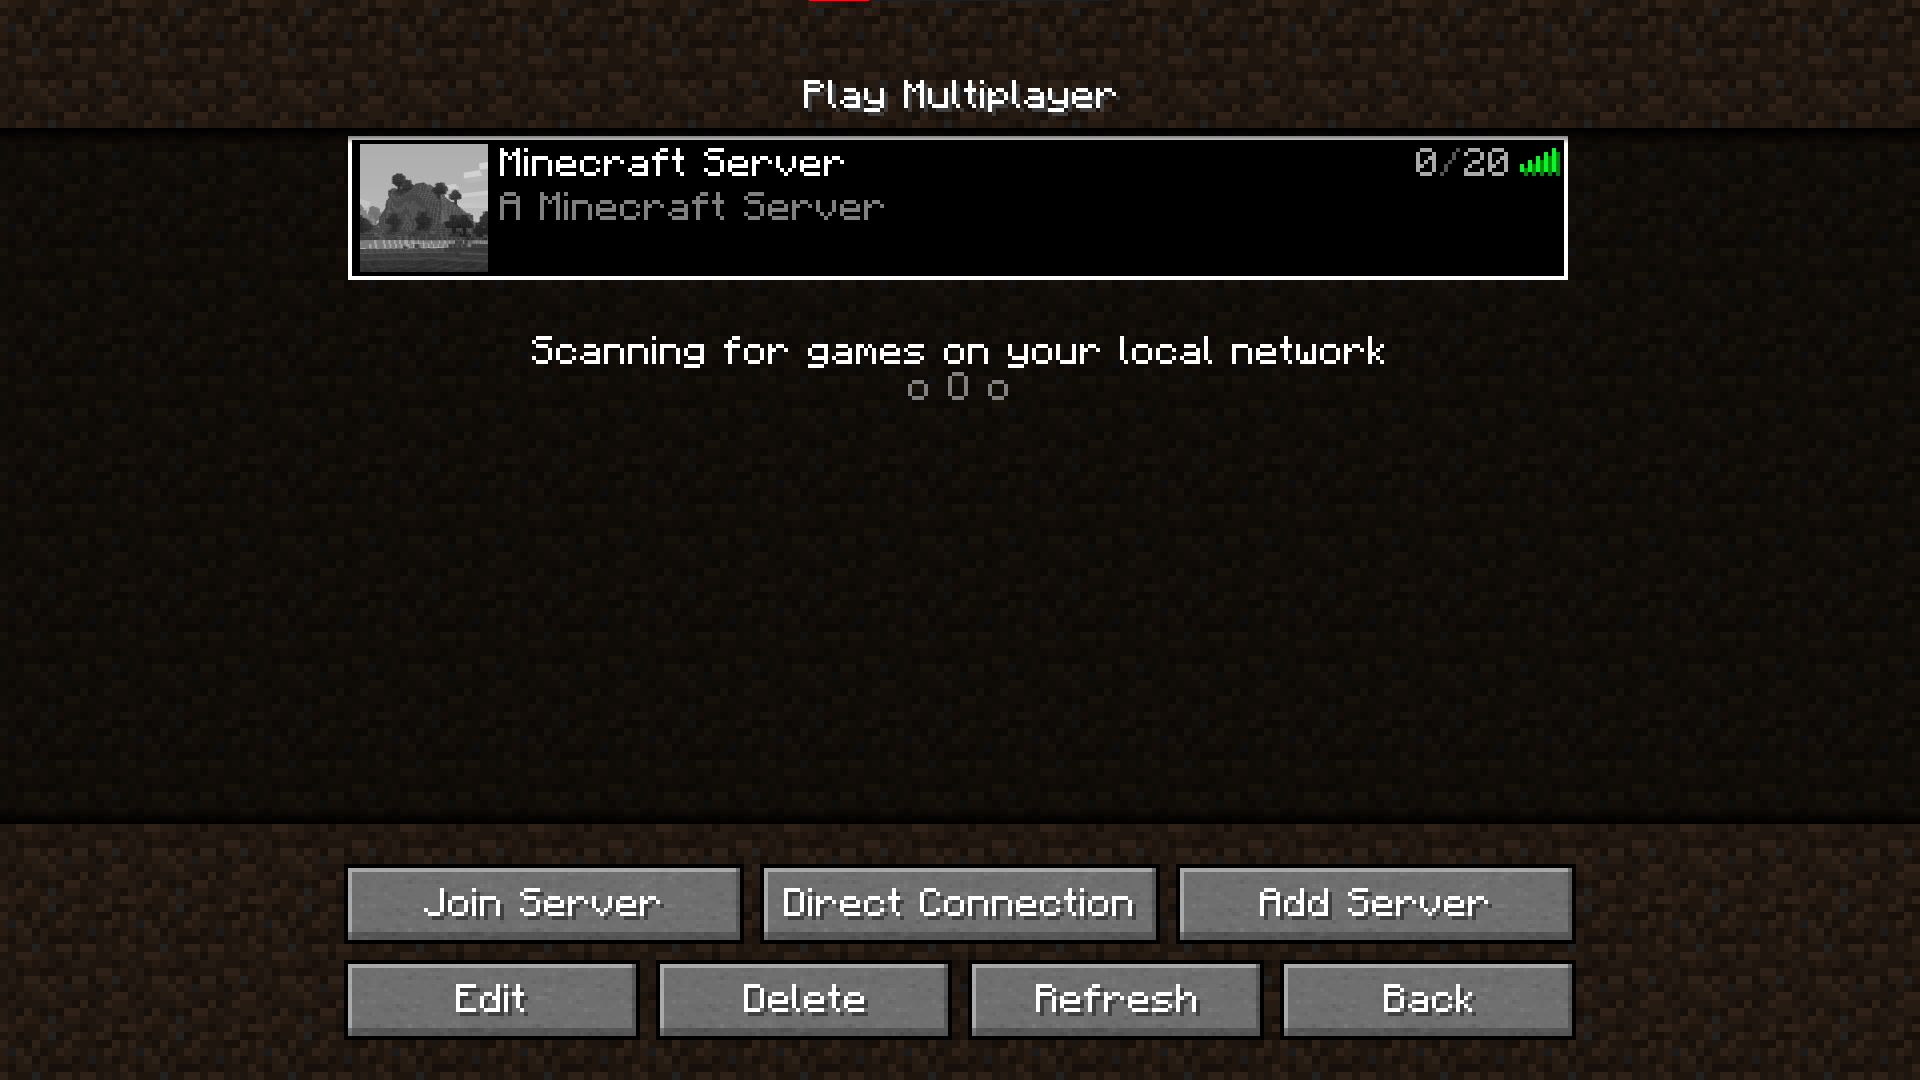 Play Multiplayer
Minecraft Server 0/20
A Minecraft Server
Scanning for games on your local network
o O o
Join Server Direct Connection Add Server
Edit Delete Refresh Back